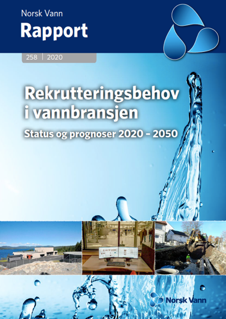 Norsk Vann
Rapport
258 | 2020
Rekrutteringsbehov
i vannbransjen
Status og prognoser 2020 – 2050
Norsk Vann